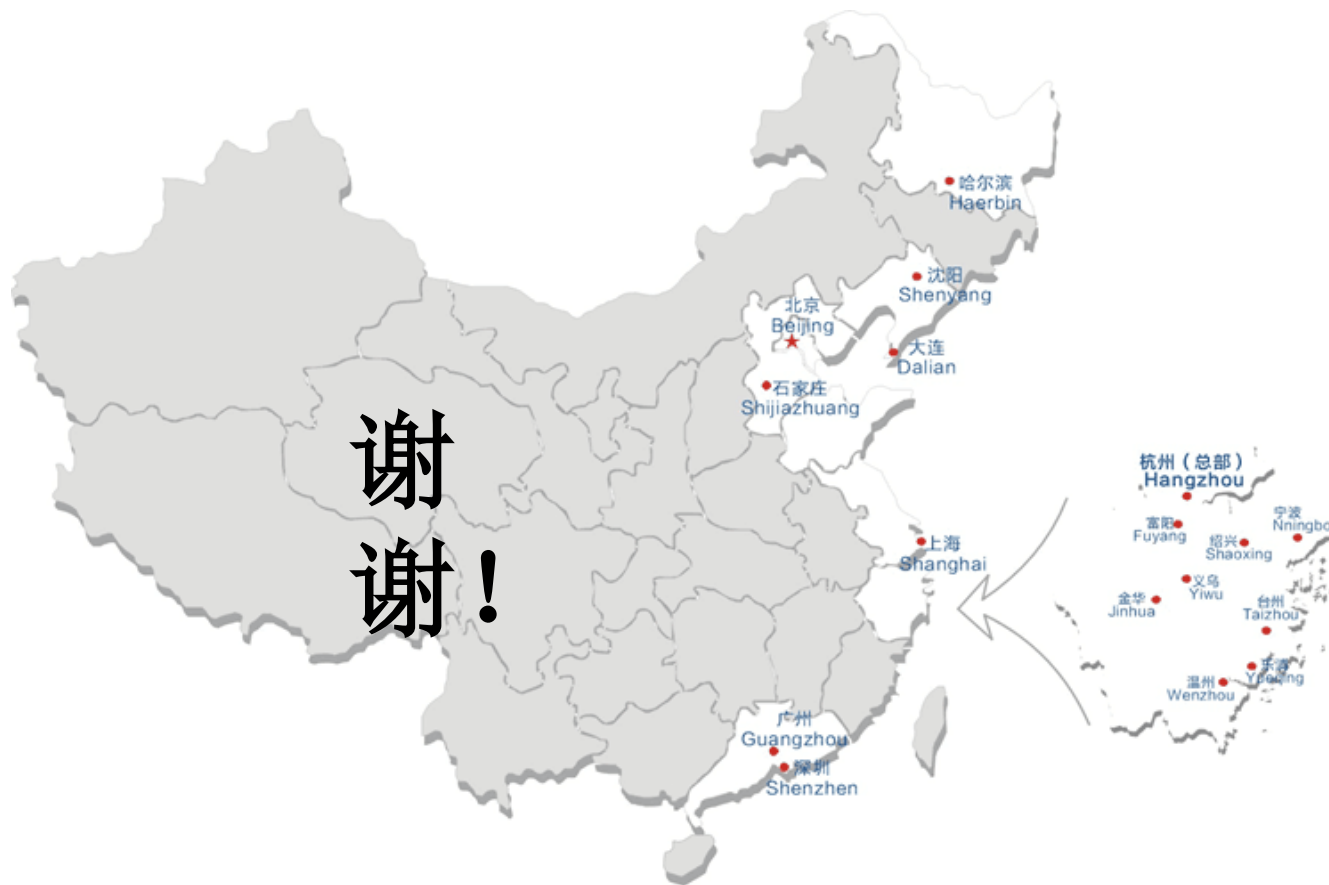 哈尔滨
Haerbin
沈阳
Shenyang
北京
Beijing
大连
Dalian
石家庄
Shijiazhuang
谢
谢！
杭州（总部）
Hangzhou
富阳
Fuyang
绍兴
Shaoxing
宁波
Nningbo
上海
Shanghai
义乌
Yiwu
金华
Jinhua
台州
Taizhou
乐清
Yueqing
温州
Wenzhou
广州
Guangzhou
深圳
Shenzhen